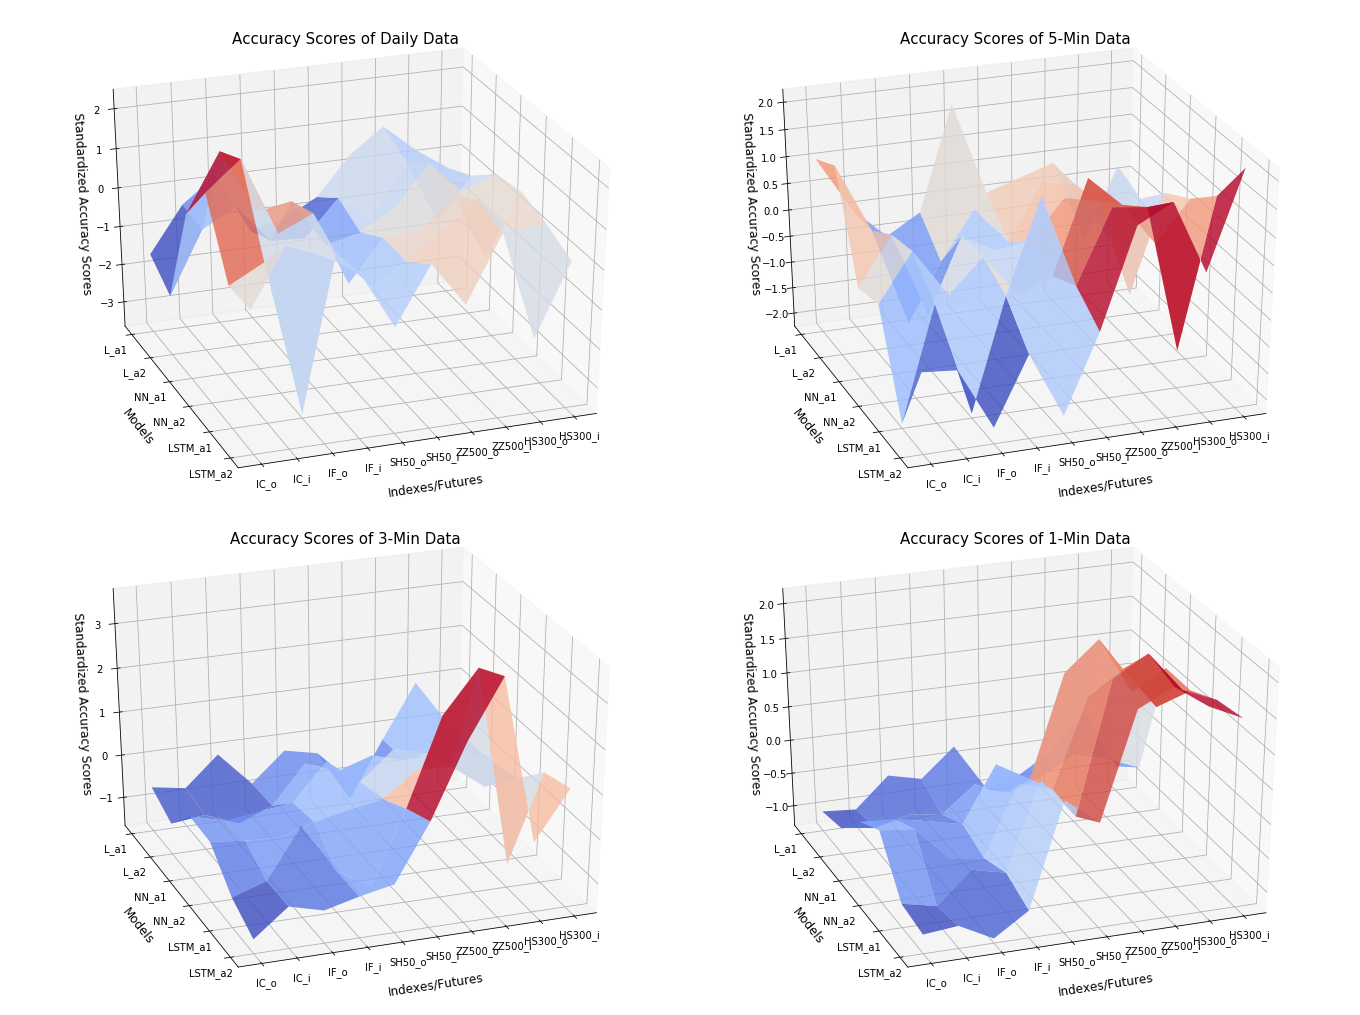 Accuracy Scores of Daily Data
Standardized Accuracy Scores
2
1
0
−1
−2
−3
L_a1
L_a2
NN_a1
NN_a2
LSTM_a1
LSTM_a2
Models
IC_o
IC_i
IF_o
IF_i
SH50_o
SH50_i
ZZ500_o
ZZ500_i
HS300_o
HS300_i
Indexes/Futures
Accuracy Scores of 5-Min Data
Standardized Accuracy Scores
2.0
1.5
1.0
0.5
0.0
−0.5
−1.0
−1.5
−2.0
L_a1
L_a2
NN_a1
NN_a2
LSTM_a1
LSTM_a2
Models
IC_o
IC_i
IF_o
IF_i
SH50_o
SH50_i
ZZ500_o
ZZ500_i
HS300_o
HS300_i
Indexes/Futures
Accuracy Scores of 3-Min Data
Standardized Accuracy Scores
3
2
1
0
−1
L_a1
L_a2
NN_a1
NN_a2
LSTM_a1
LSTM_a2
Models
IC_o
IC_i
IF_o
IF_i
SH50_o
SH50_i
ZZ500_o
ZZ500_i
HS300_o
HS300_i
Indexes/Futures
Accuracy Scores of 1-Min Data
Standardized Accuracy Scores
2.0
1.5
1.0
0.5
0.0
−0.5
−1.0
L_a1
L_a2
NN_a1
NN_a2
LSTM_a1
LSTM_a2
Models
IC_o
IC_i
IF_o
IF_i
SH50_o
SH50_i
ZZ500_o
ZZ500_i
HS300_o
HS300_i
Indexes/Futures